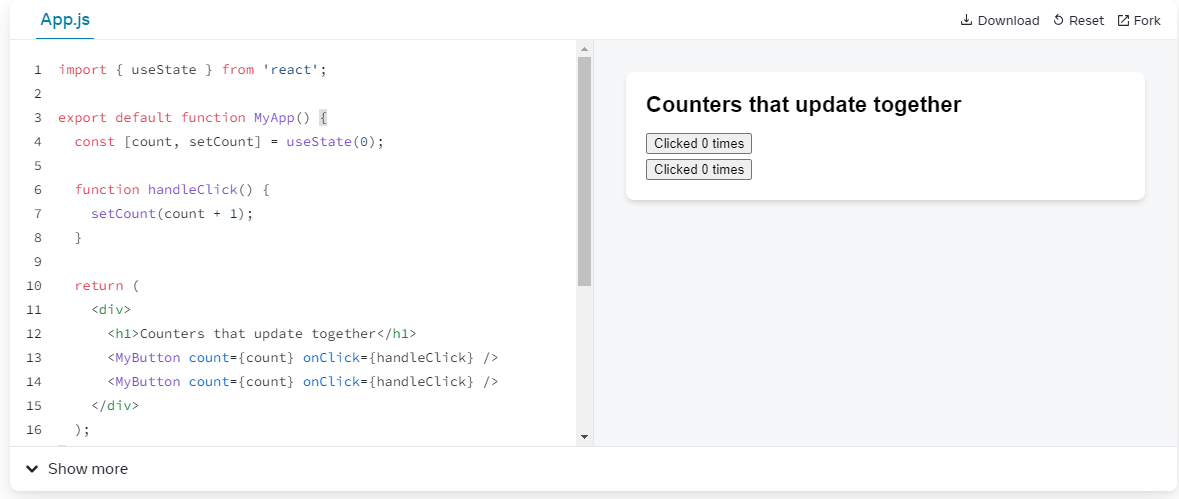 App.js
Download Reset Fork
1 import { useState } from 'react';
2
3 export default function MyApp() {
4 const [count, setCount] = useState(0);
5
6 function handleClick() {
7 setCount(count + 1);
8 }
9
10 return (
11 <div>
12 <h1>Counters that update together</h1>
13 <MyButton count={count} onClick={handleClick} />
14 <MyButton count={count} onClick={handleClick} />
15 </div>
16 );
Counters that update together
Clicked 0 times
Clicked 0 times
Show more